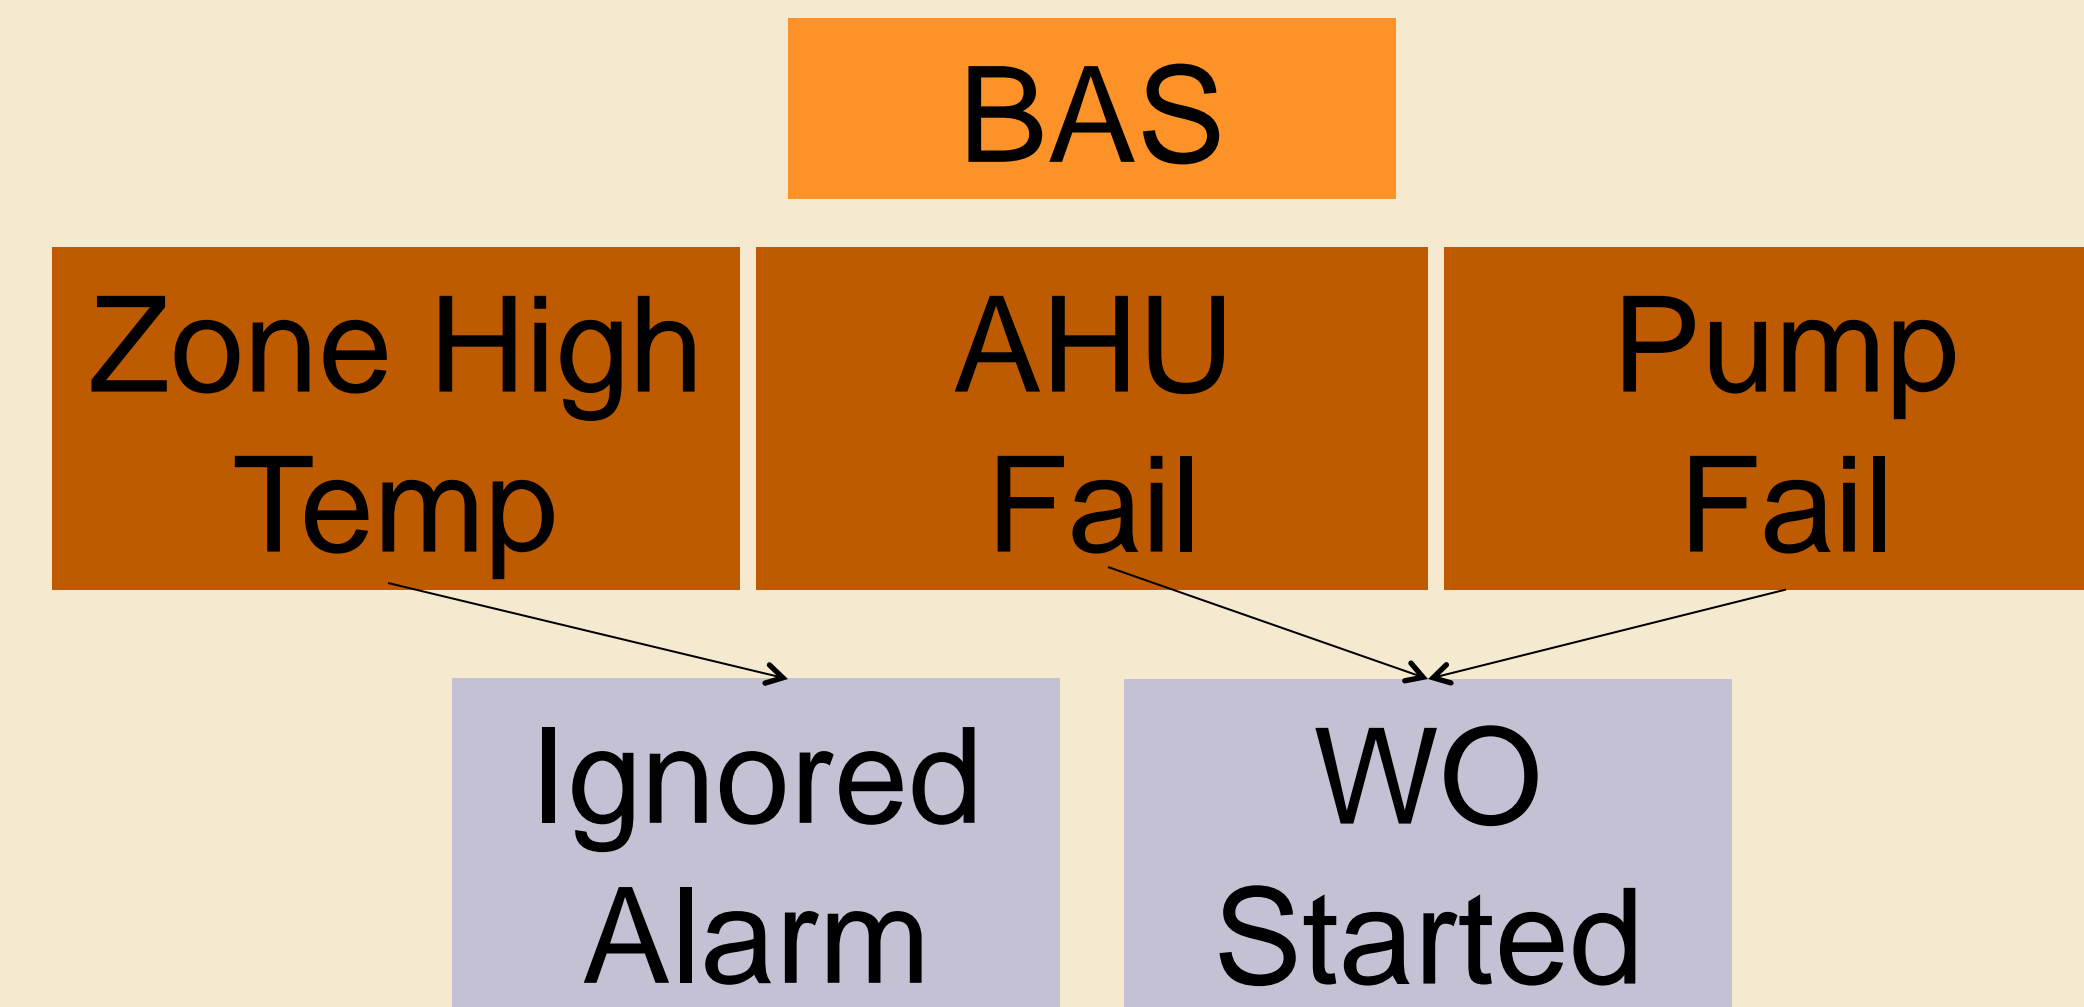 BAS
Zone High
Temp
AHU
Fail
Pump
Fail
Ignored
Alarm
WO
Started